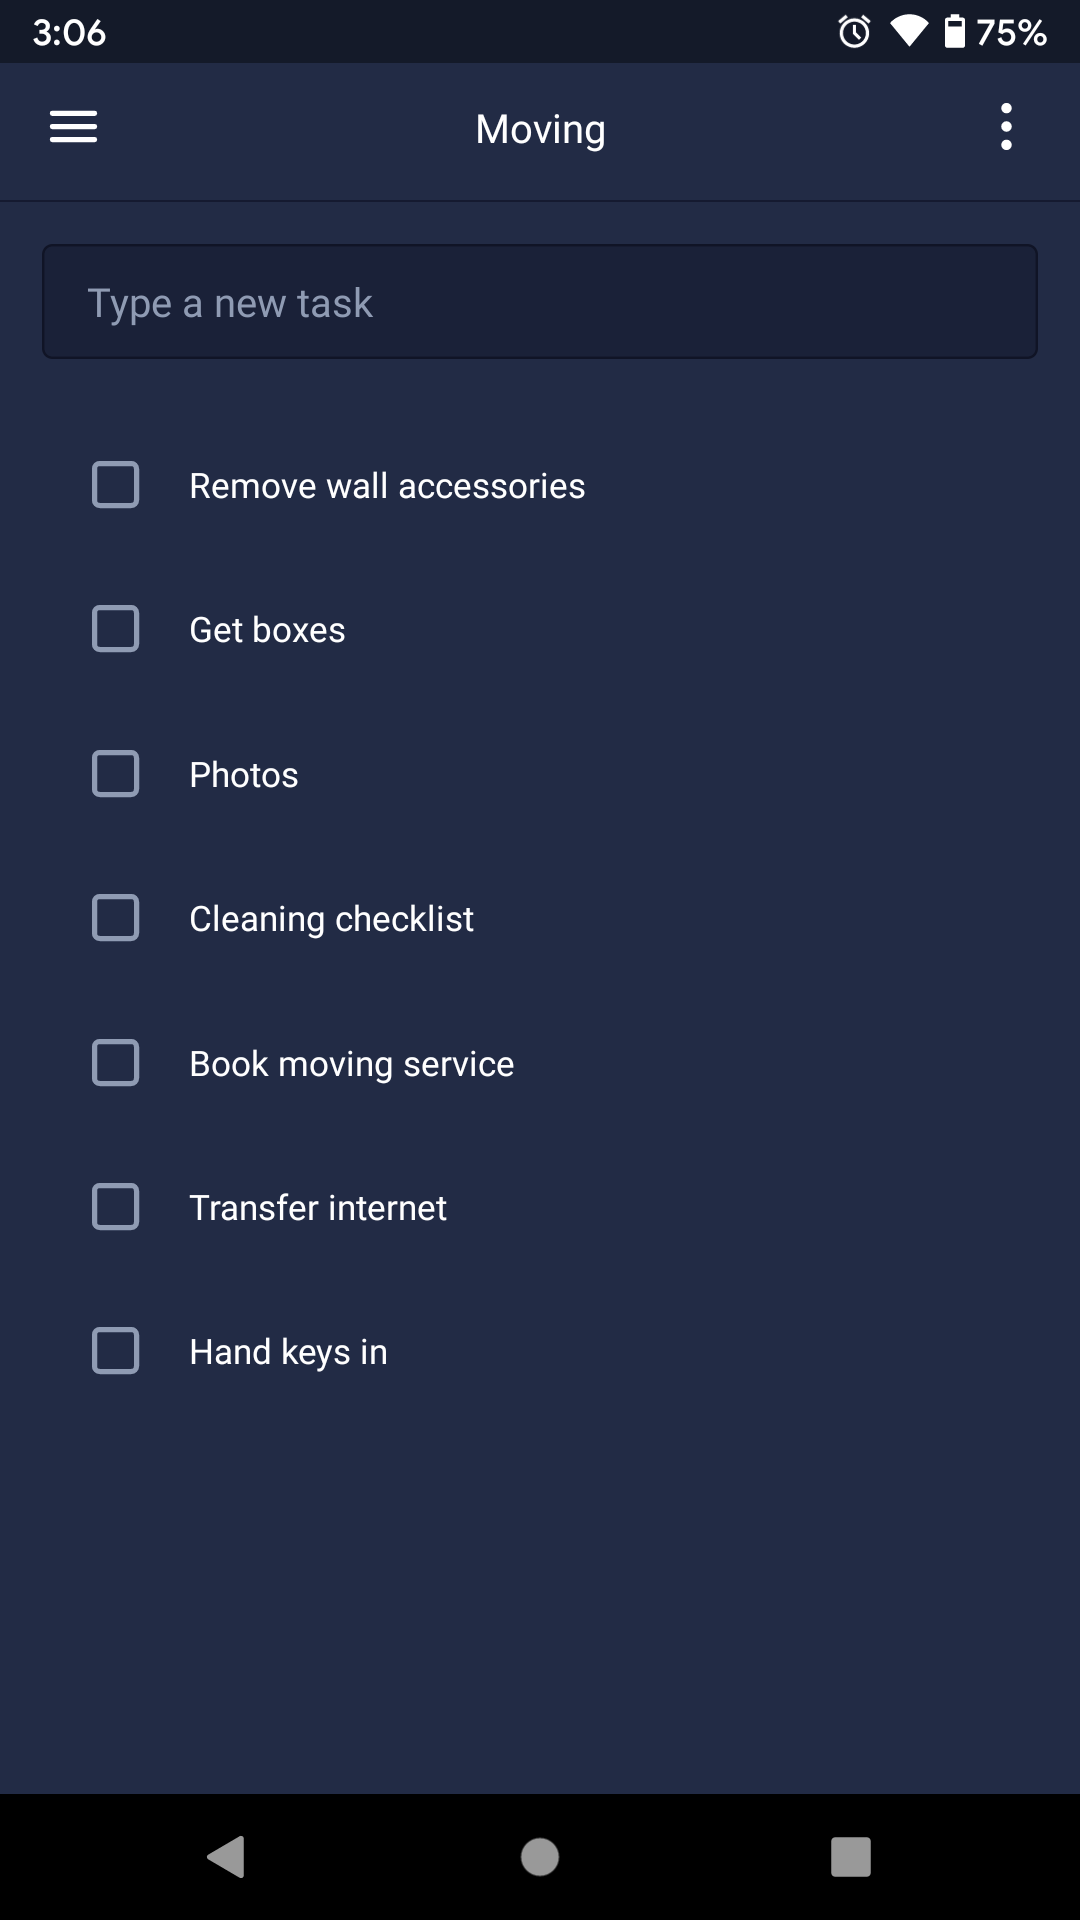 3:06
75%
Moving
Type a new task
Remove wall accessories
Get boxes
Photos
Cleaning checklist
Book moving service
Transfer internet
Hand keys in